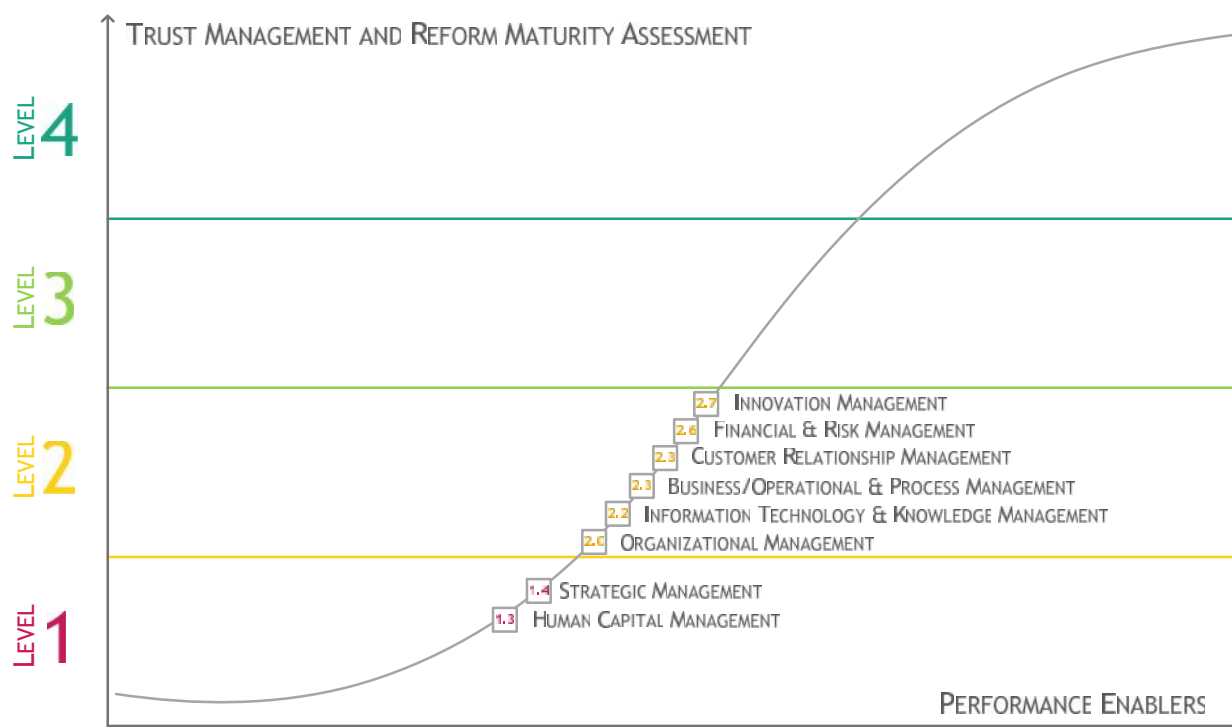 TRUST MANAGEMENT AND REFORM MATURITY ASSESSMENT
LEVEL 4
LEVEL 3
2.7 INNOVATION MANAGEMENT
2.6 FINANCIAL & RISK MANAGEMENT
2.3 CUSTOMER RELATIONSHIP MANAGEMENT
LEVEL 2
2.3 BUSINESS/OPERATIONAL & PROCESS MANAGEMENT
2.2 INFORMATION TECHNOLOGY & KNOWLEDGE MANAGEMENT
2.0 ORGANIZATIONAL MANAGEMENT
1.4 STRATEGIC MANAGEMENT
1.3 HUMAN CAPITAL MANAGEMENT
LEVEL 1
PERFORMANCE ENABLERS